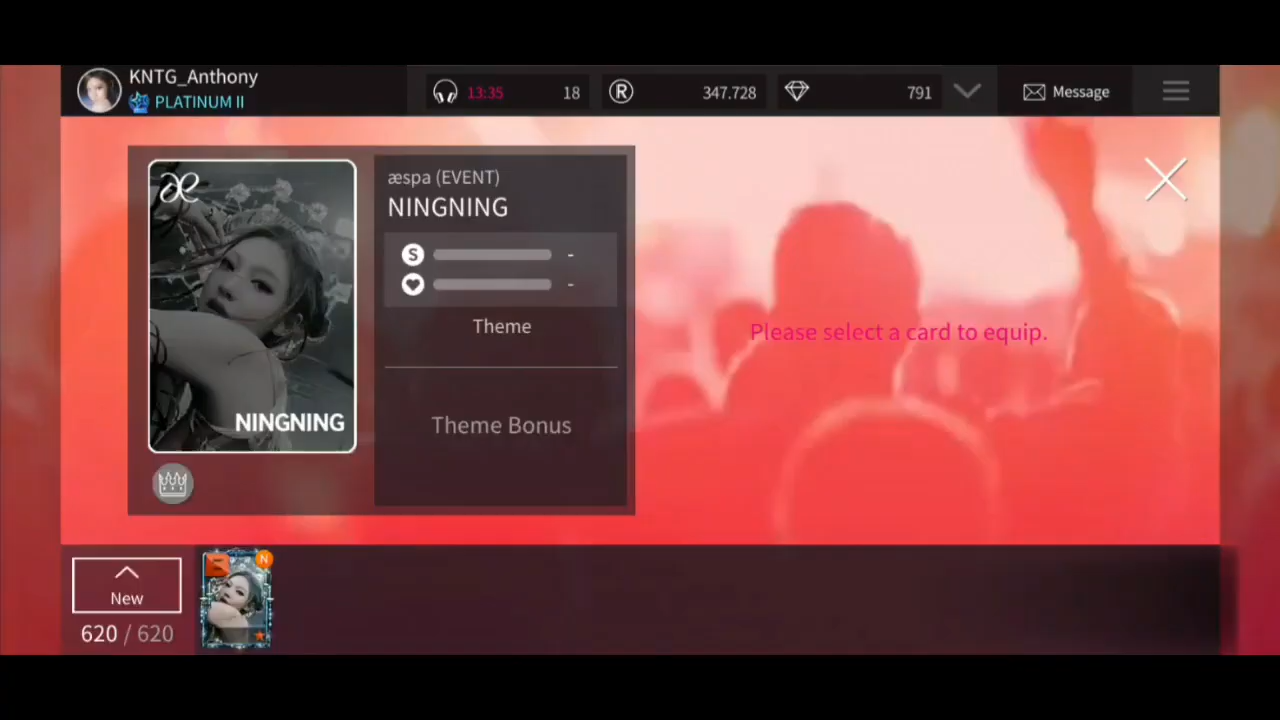 KNTG_Anthony
PLATINUM II
13:35
18
R
347.728
791
Message
æ
NINGNING
æspa (EVENT)
NINGNING
S
-
-
Theme
Theme Bonus
Please select a card to equip.
New
620 / 620
N